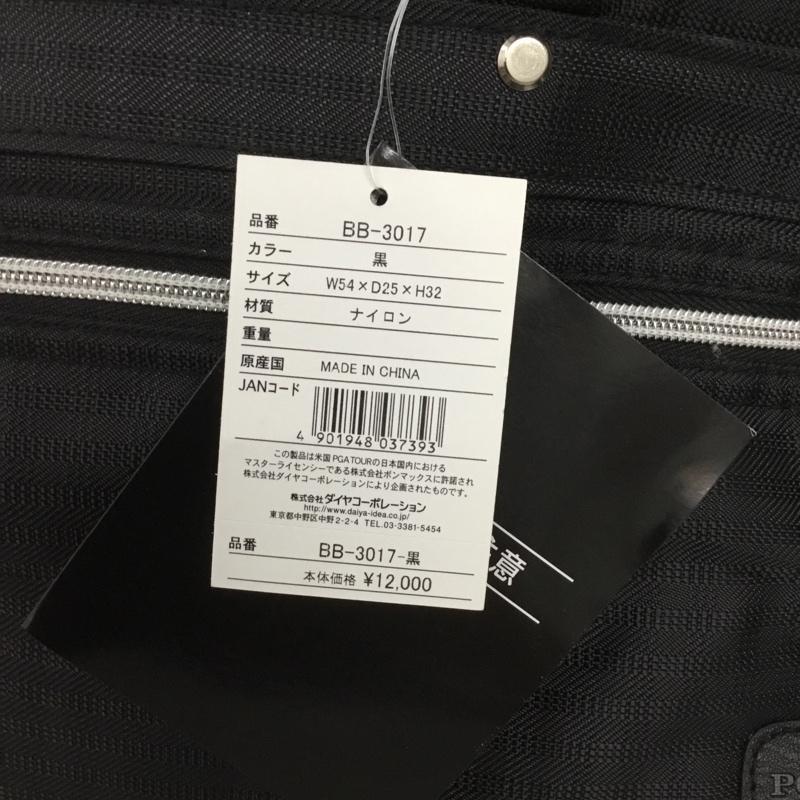 品番 BB-3017
カラー 黒
サイズ W54×D25×H32
材質 ナイロン
重量
原産国 MADE IN CHINA
JANコード
4 901948 037393
この製品は米国PGA TOURの日本国内における
マスターライセンシーである株式会社ボンマックスに許諾され
株式会社ダイヤコーポレーションにより企画されたものです。
株式会社ダイヤコーポレーション
http://www.daiya-idea.co.jp/
東京都中野区中野2-2-4 TEL.03-3381-5454
品番 BB-3017-黒
本体価格 ¥12,000
意